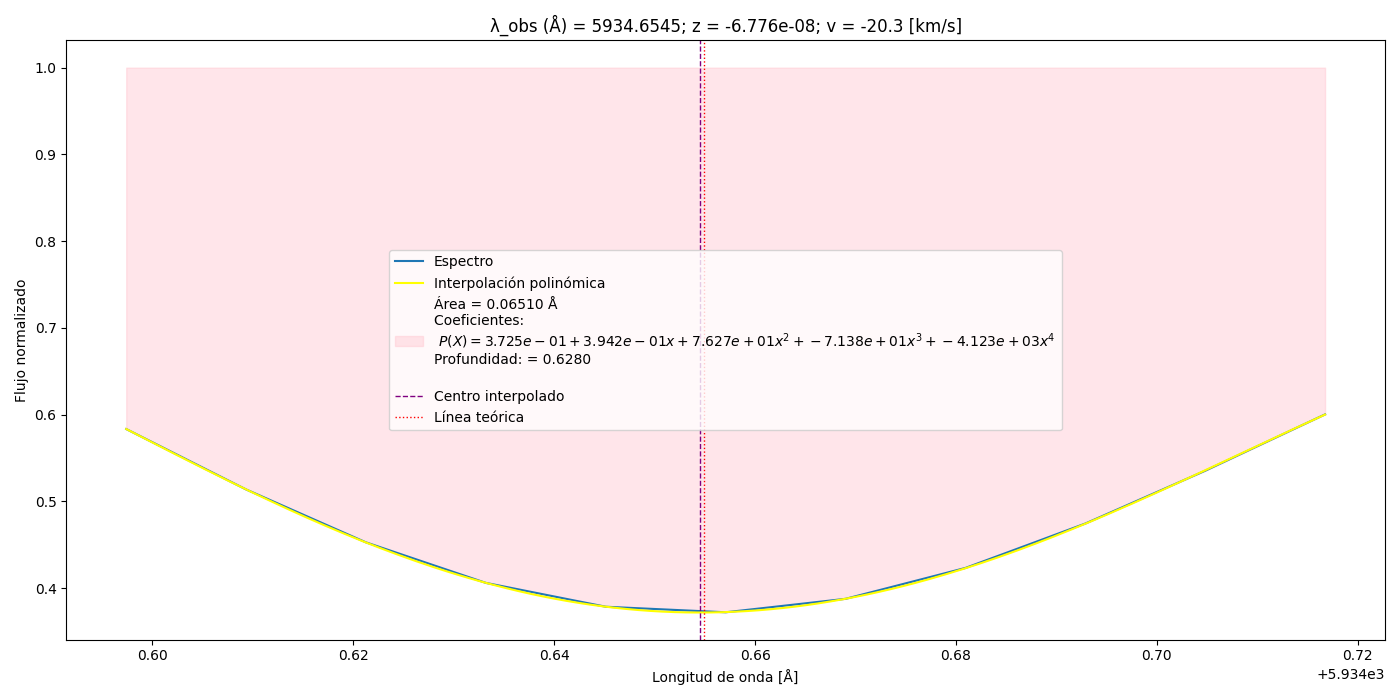 λ_obs (Å) = 5934.6545; z = -6.776e-08; v = -20.3 [km/s]
1.0
0.9
0.8
0.7
0.6
0.5
0.4
Flujo normalizado
Espectro
Interpolación polinómica
Área = 0.06510 Å
Coeficientes:
P(X) = 3.725e − 01 + 3.942e − 01x + 7.627e + 01x² + −7.138e + 01x³ + −4.123e + 03x⁴
Profundidad: = 0.6280
Centro interpolado
Línea teórica
0.60 0.62 0.64 0.66 0.68 0.70 0.72
+5.934e3
Longitud de onda [Å]